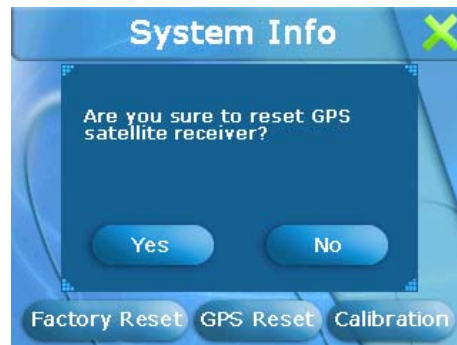 System Info
Are you sure to reset GPS
satellite receiver?
Yes No
Factory Reset GPS Reset Calibration